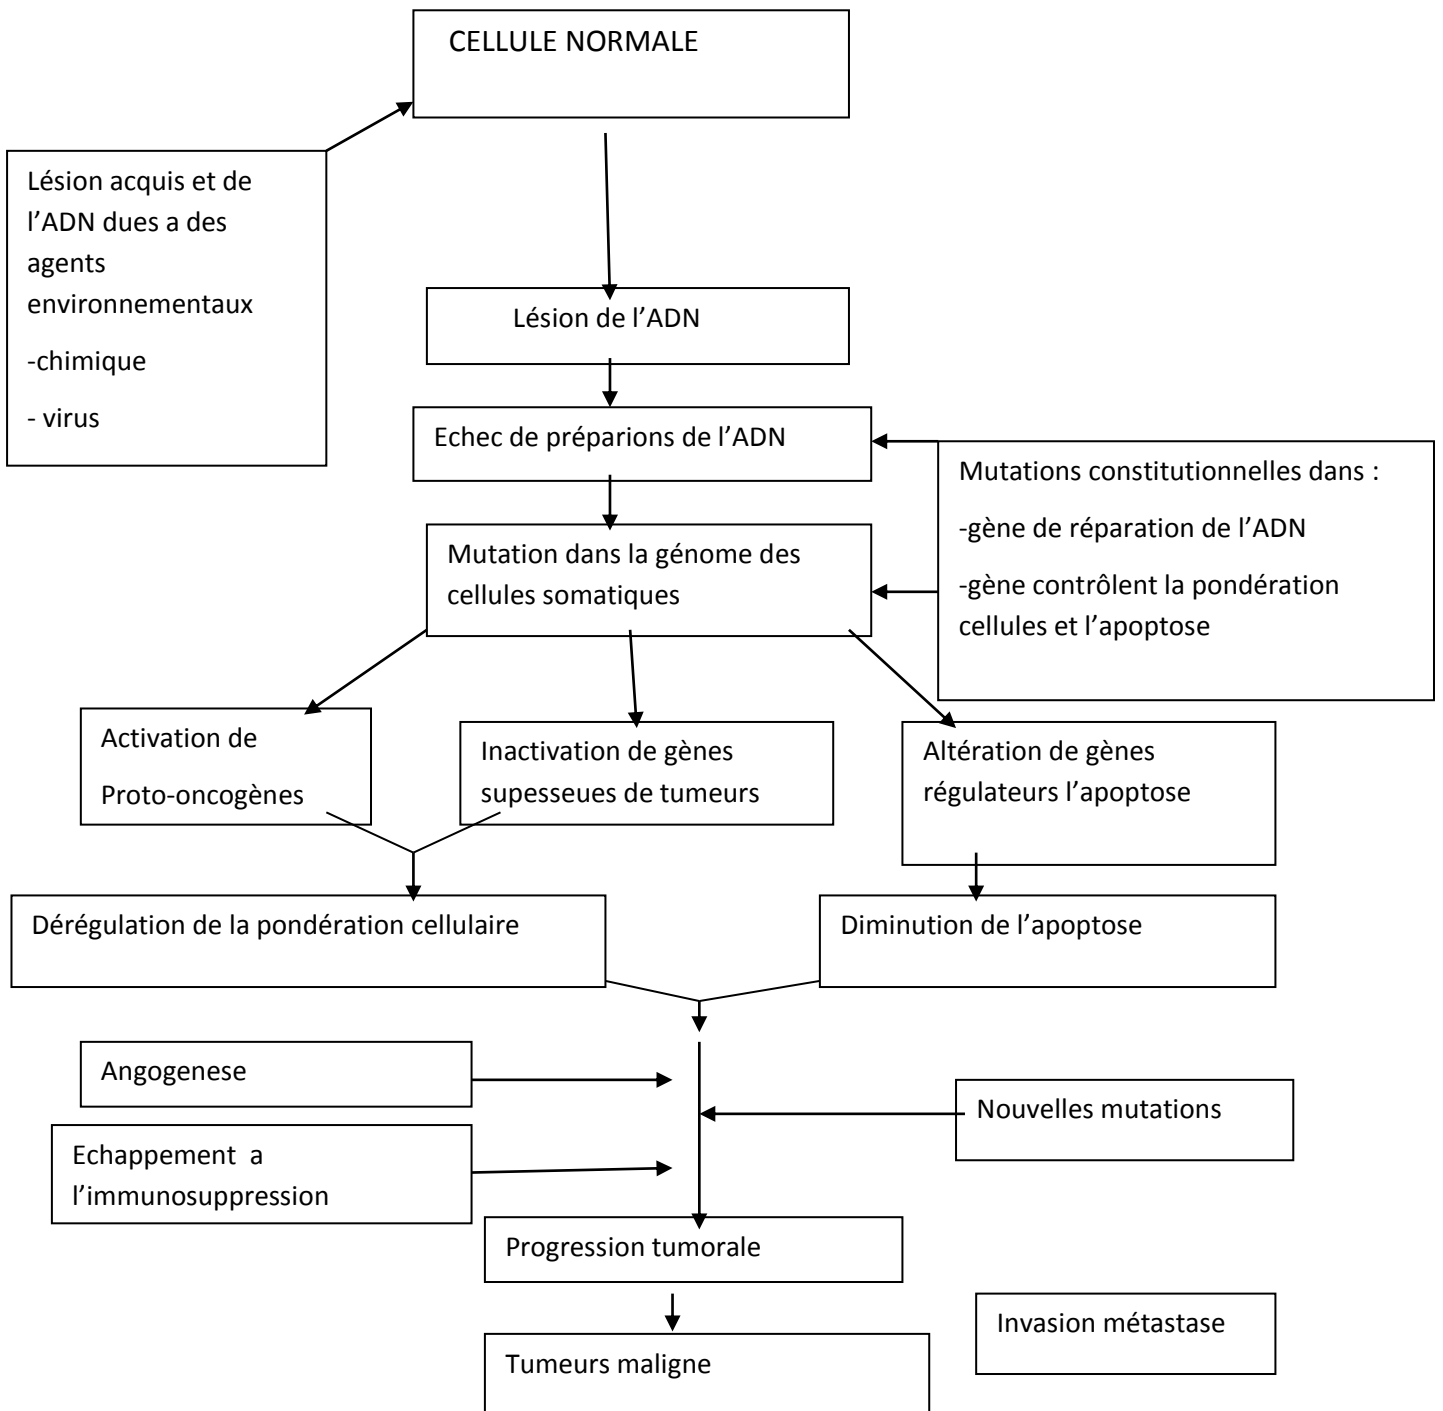 CELLULE NORMALE
Lésion acquis et de
l’ADN dues a des
agents
environnementaux
-chimique
- virus
Lésion de l’ADN
Echec de préparions de l’ADN
Mutations constitutionnelles dans :
-gène de réparation de l’ADN
-gène contrôlent la pondération
cellules et l’apoptose
Mutation dans la génome des
cellules somatiques
Activation de
Proto-oncogènes
Inactivation de gènes
supesseues de tumeurs
Altération de gènes
régulateurs l’apoptose
Dérégulation de la pondération cellulaire
Diminution de l’apoptose
Angogenese
Nouvelles mutations
Echappement a
l’immunosuppression
Progression tumorale
Invasion métastase
Tumeurs maligne